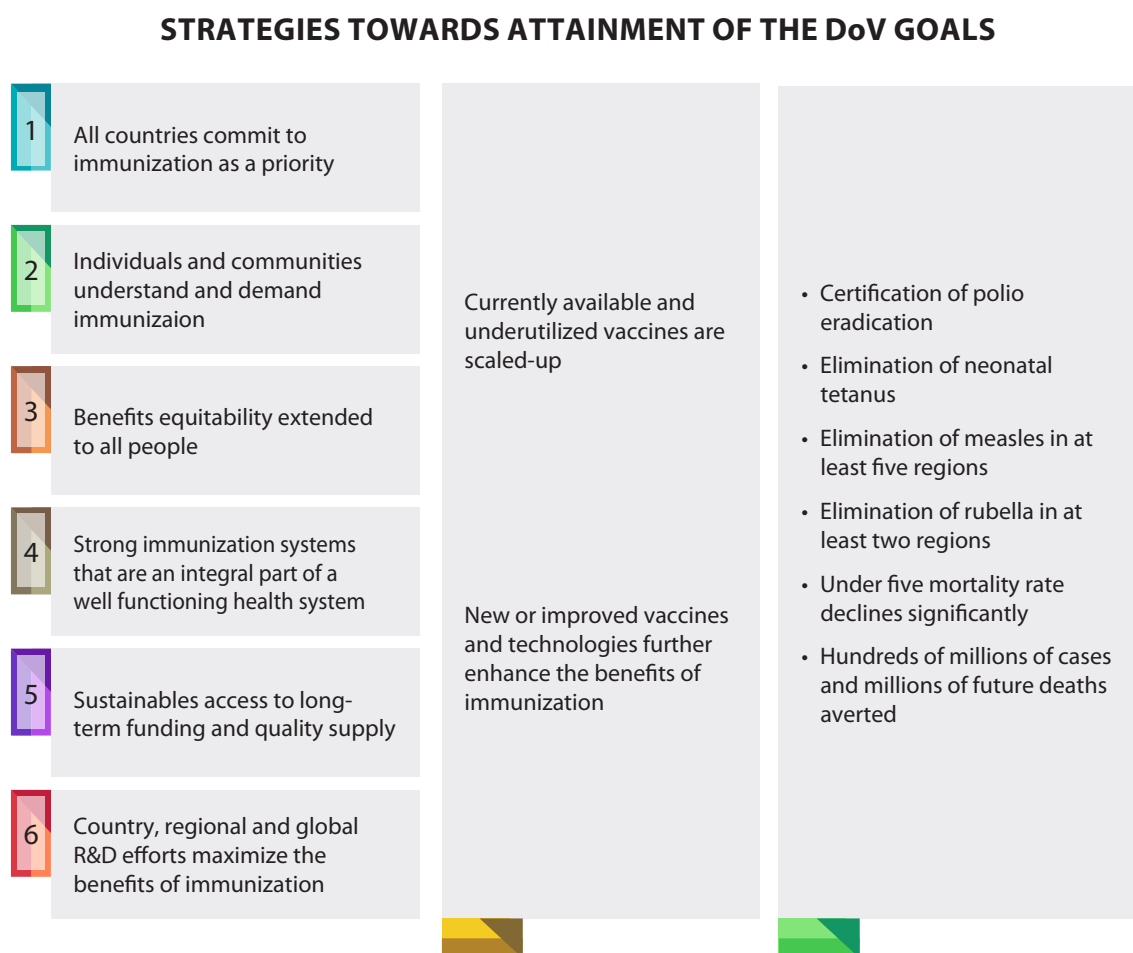 STRATEGIES TOWARDS ATTAINMENT OF THE DoV GOALS
1
All countries commit to
immunization as a priority
2
Individuals and communities
understand and demand
immunizaion
3
Benefits equitability extended
to all people
4
Strong immunization systems
that are an integral part of a
well functioning health system
5
Sustainables access to long-
term funding and quality supply
6
Country, regional and global
R&D efforts maximize the
benefits of immunization
Currently available and
underutilized vaccines are
scaled-up
New or improved vaccines
and technologies further
enhance the benefits of
immunization
• Certification of polio
eradication
• Elimination of neonatal
tetanus
• Elimination of measles in at
least five regions
• Elimination of rubella in at
least two regions
• Under five mortality rate
declines significantly
• Hundreds of millions of cases
and millions of future deaths
averted